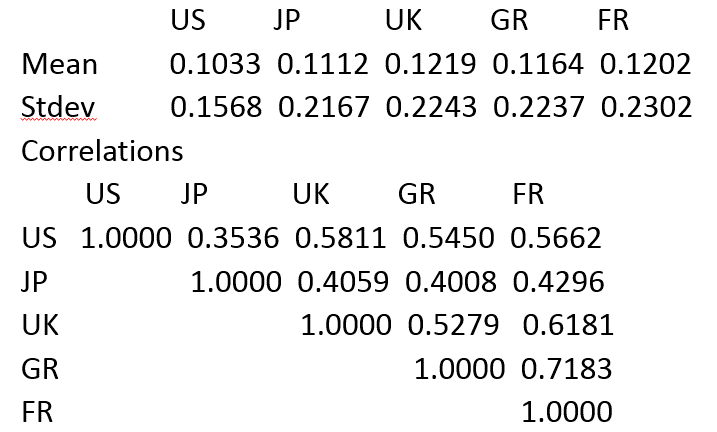 US JP UK GR FR
Mean 0.1033 0.1112 0.1219 0.1164 0.1202
Stdev 0.1568 0.2167 0.2243 0.2237 0.2302
Correlations
US JP UK GR FR
US 1.0000 0.3536 0.5811 0.5450 0.5662
JP 1.0000 0.4059 0.4008 0.4296
UK 1.0000 0.5279 0.6181
GR 1.0000 0.7183
FR 1.0000